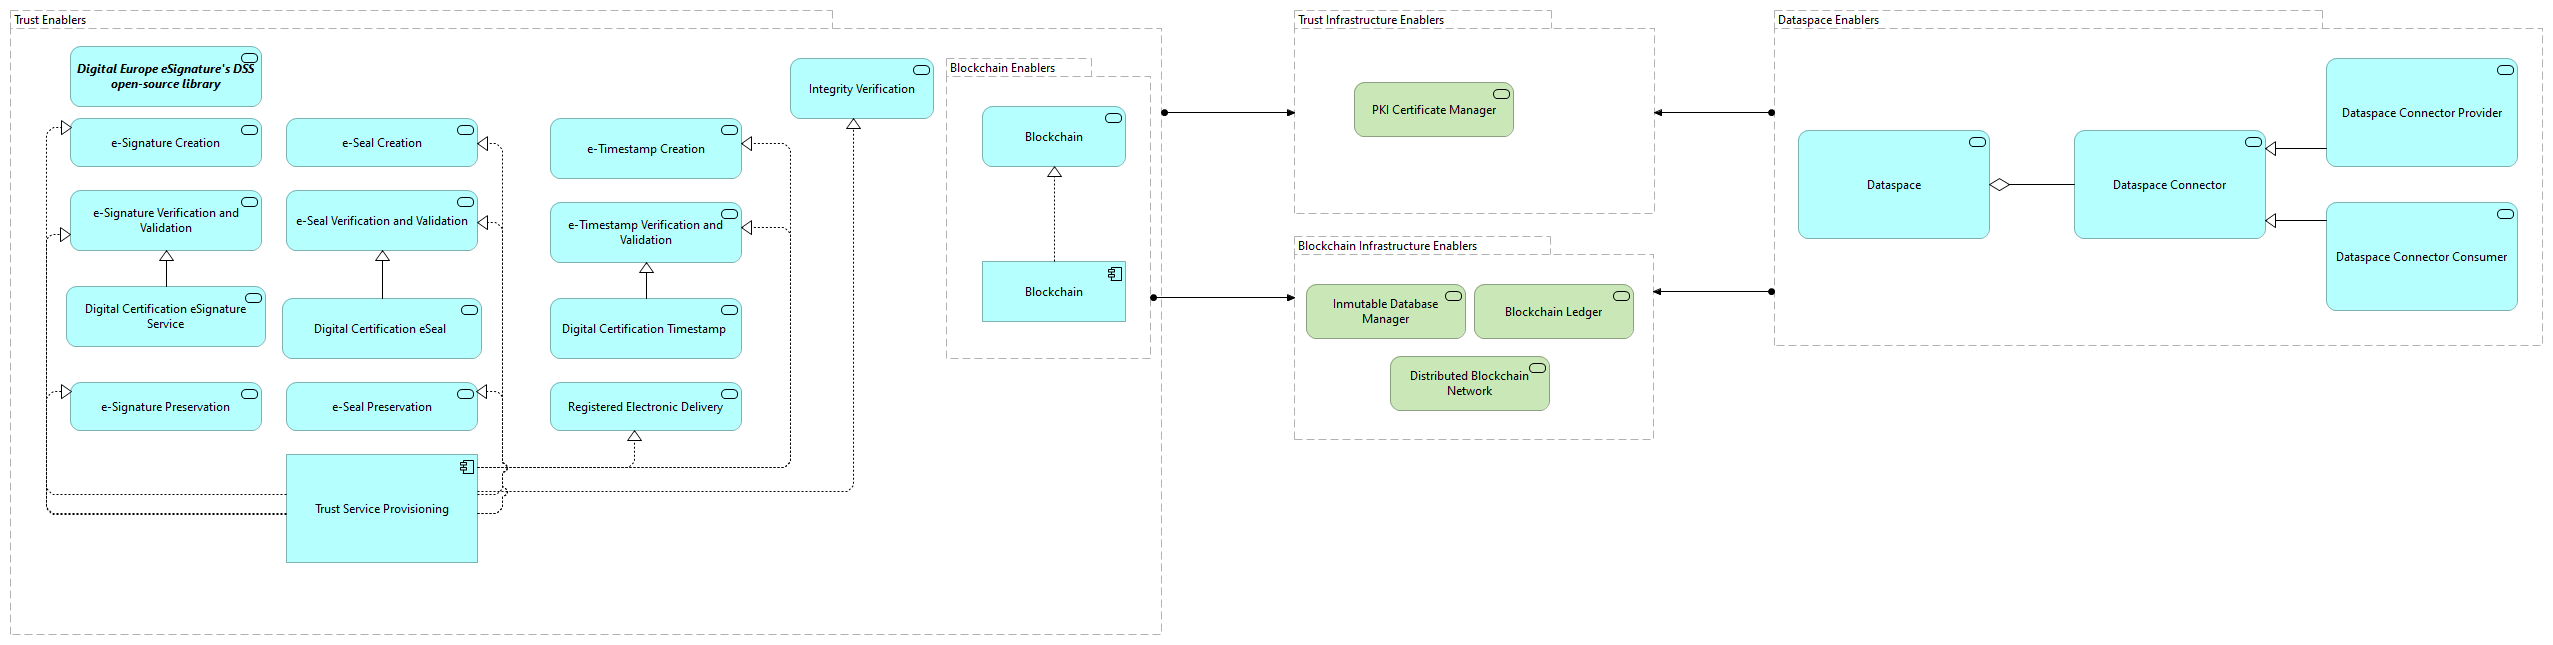 Trust Enablers
Digital Europe eSignature's DSS
open-source library
e-Signature Creation
e-Seal Creation
e-Timestamp Creation
Integrity Verification
e-Signature Verification and
Validation
e-Seal Verification and Validation
e-Timestamp Verification and
Validation
Digital Certification eSignature
Service
Digital Certification eSeal
Digital Certification Timestamp
e-Signature Preservation
e-Seal Preservation
Registered Electronic Delivery
Trust Service Provisioning
Blockchain Enablers
Blockchain
Blockchain
Trust Infrastructure Enablers
PKI Certificate Manager
Blockchain Infrastructure Enablers
Inmutable Database
Manager
Blockchain Ledger
Distributed Blockchain
Network
Dataspace Enablers
Dataspace
Dataspace Connector
Dataspace Connector Provider
Dataspace Connector Consumer